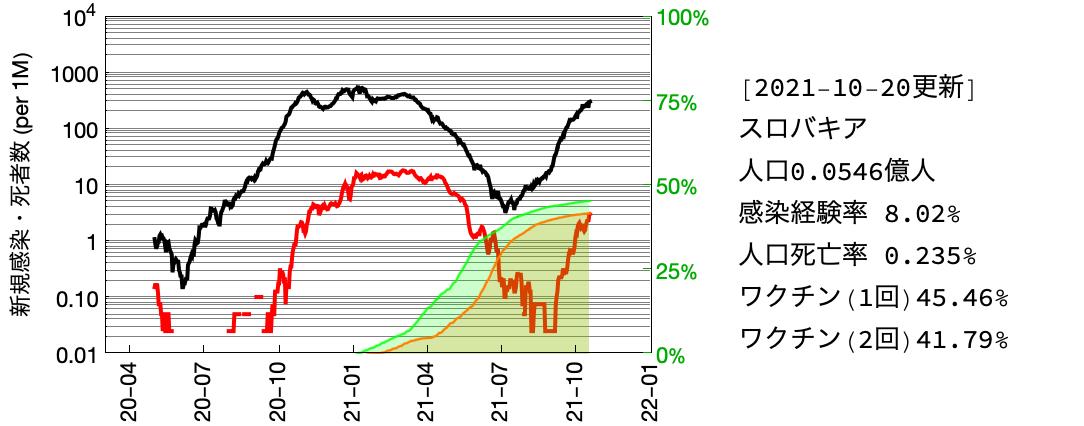 10^4
1000
100
10
1
0.10
0.01
新規感染・死者数 (per 1M)
100%
75%
50%
25%
0%
20-04
20-07
20-10
21-01
21-04
21-07
21-10
22-01
[2021-10-20更新]
スロバキア
人口0.0546億人
感染経験率 8.02%
人口死亡率 0.235%
ワクチン(1回)45.46%
ワクチン(2回)41.79%